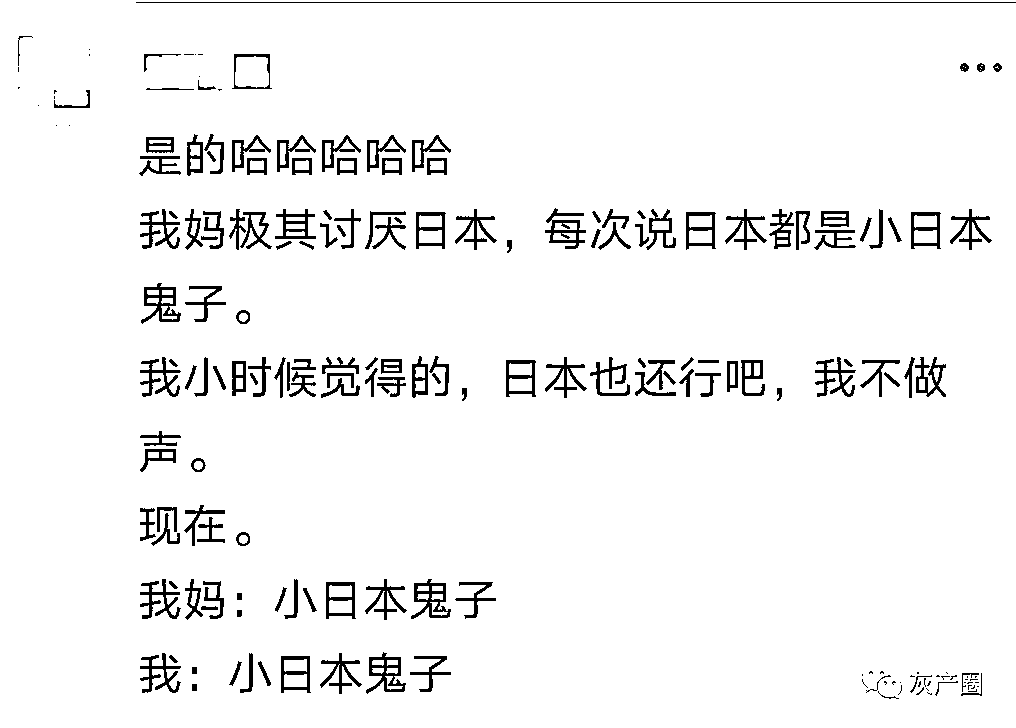 是的哈哈哈哈哈
我妈极其讨厌日本，每次说日本都是小日本
鬼子。
我小时候觉得的，日本也还行吧，我不做
声。
现在。
我妈：小日本鬼子
我：小日本鬼子
灰产圈